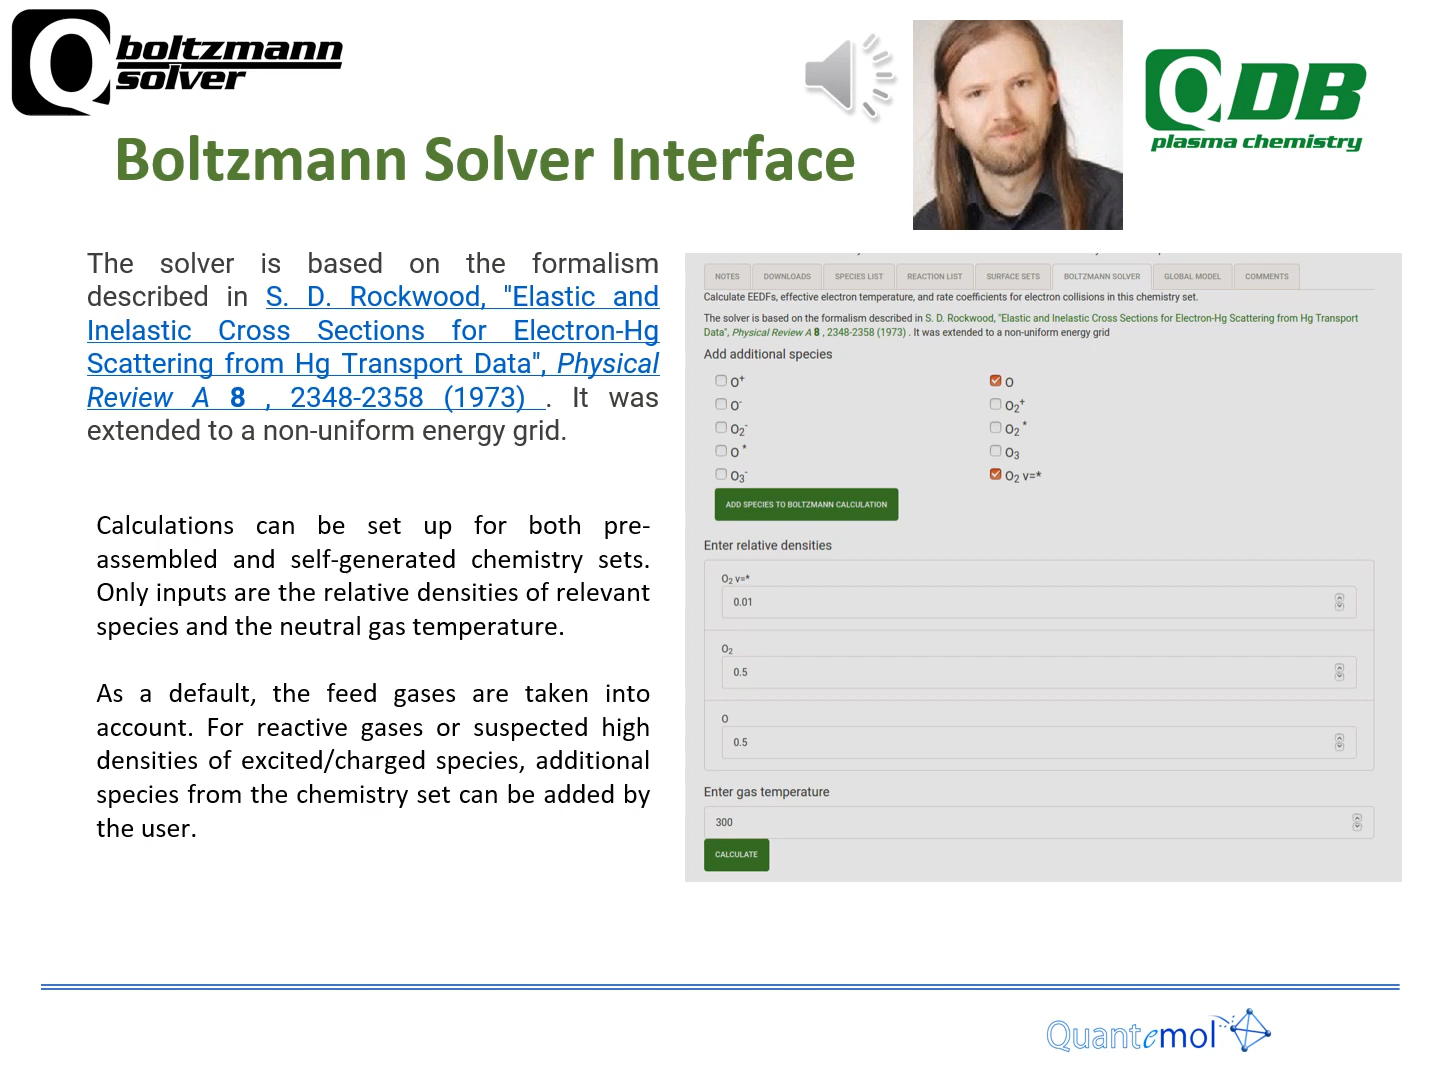 boltzmann
solver
QDB
plasma chemistry
Boltzmann Solver Interface
The solver is based on the formalism
described in S. D. Rockwood, "Elastic and
Inelastic Cross Sections for Electron-Hg
Scattering from Hg Transport Data", Physical
Review A 8 , 2348-2358 (1973) . It was
extended to a non-uniform energy grid.
Calculations can be set up for both pre-
assembled and self-generated chemistry sets.
Only inputs are the relative densities of relevant
species and the neutral gas temperature.
As a default, the feed gases are taken into
account. For reactive gases or suspected high
densities of excited/charged species, additional
species from the chemistry set can be added by
the user.
NOTES DOWNLOADS SPECIES LIST REACTION LIST SURFACE SETS BOLTZMANN SOLVER GLOBAL MODEL COMMENTS
Calculate EEDFs, effective electron temperature, and rate coefficients for electron collisions in this chemistry set.
The solver is based on the formalism described in S. D. Rockwood, "Elastic and Inelastic Cross Sections for Electron-Hg Scattering from Hg Transport
Data", Physical Review A 8 , 2348-2358 (1973) . It was extended to a non-uniform energy grid
Add additional species
O⁺ O
O⁻ O₂⁺
O₂⁻ O₂ *
O * O₃
O₃⁻ O₂ v=*
ADD SPECIES TO BOLTZMANN CALCULATION
Enter relative densities
O₂ v=*
0.01
O₂
0.5
O
0.5
Enter gas temperature
300
CALCULATE
Quantemol